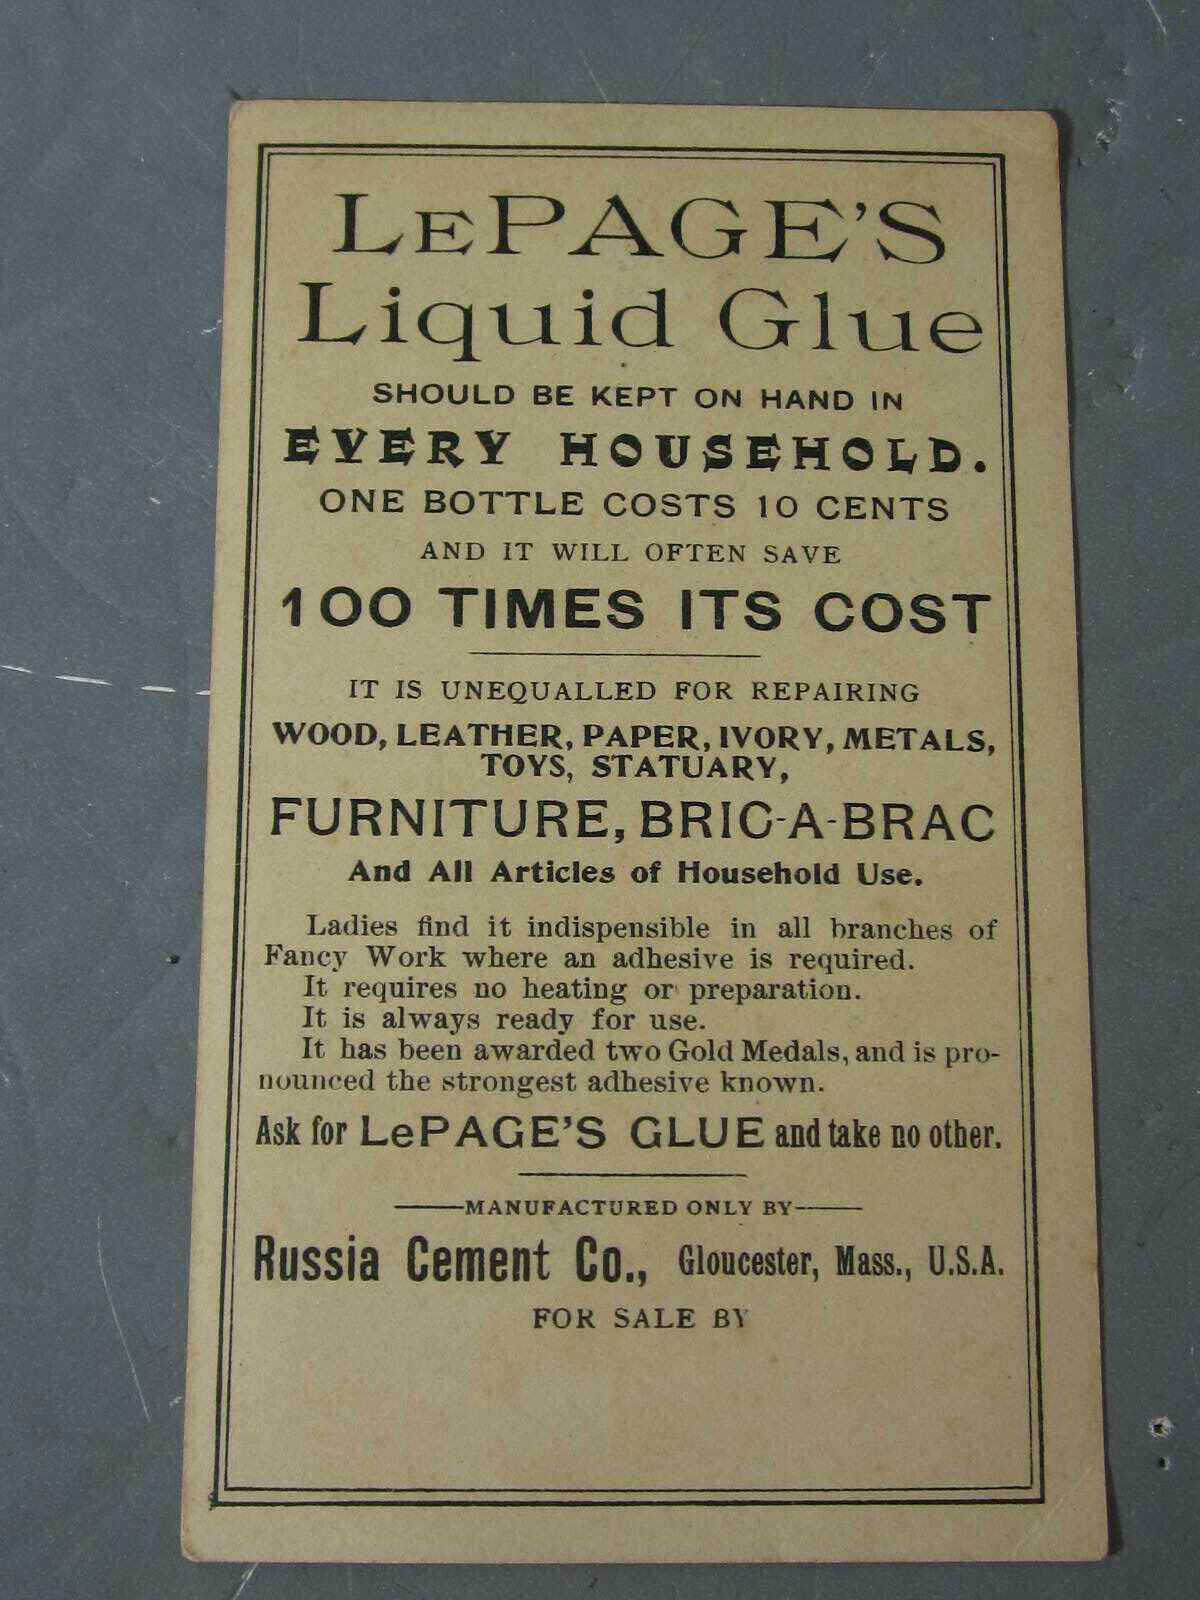 LePAGE'S
Liquid Glue
SHOULD BE KEPT ON HAND IN
EVERY HOUSEHOLD.
ONE BOTTLE COSTS 10 CENTS
AND IT WILL OFTEN SAVE
100 TIMES ITS COST
IT IS UNEQUALLED FOR REPAIRING
WOOD, LEATHER, PAPER, IVORY, METALS,
TOYS, STATUARY,
FURNITURE, BRIC-A-BRAC
And All Articles of Household Use.
Ladies find it indispensible in all branches of
Fancy Work where an adhesive is required.
It requires no heating or preparation.
It is always ready for use.
It has been awarded two Gold Medals, and is pro-
nounced the strongest adhesive known.
Ask for LePAGE'S GLUE and take no other.
MANUFACTURED ONLY BY
Russia Cement Co., Gloucester, Mass., U.S.A.
FOR SALE BY